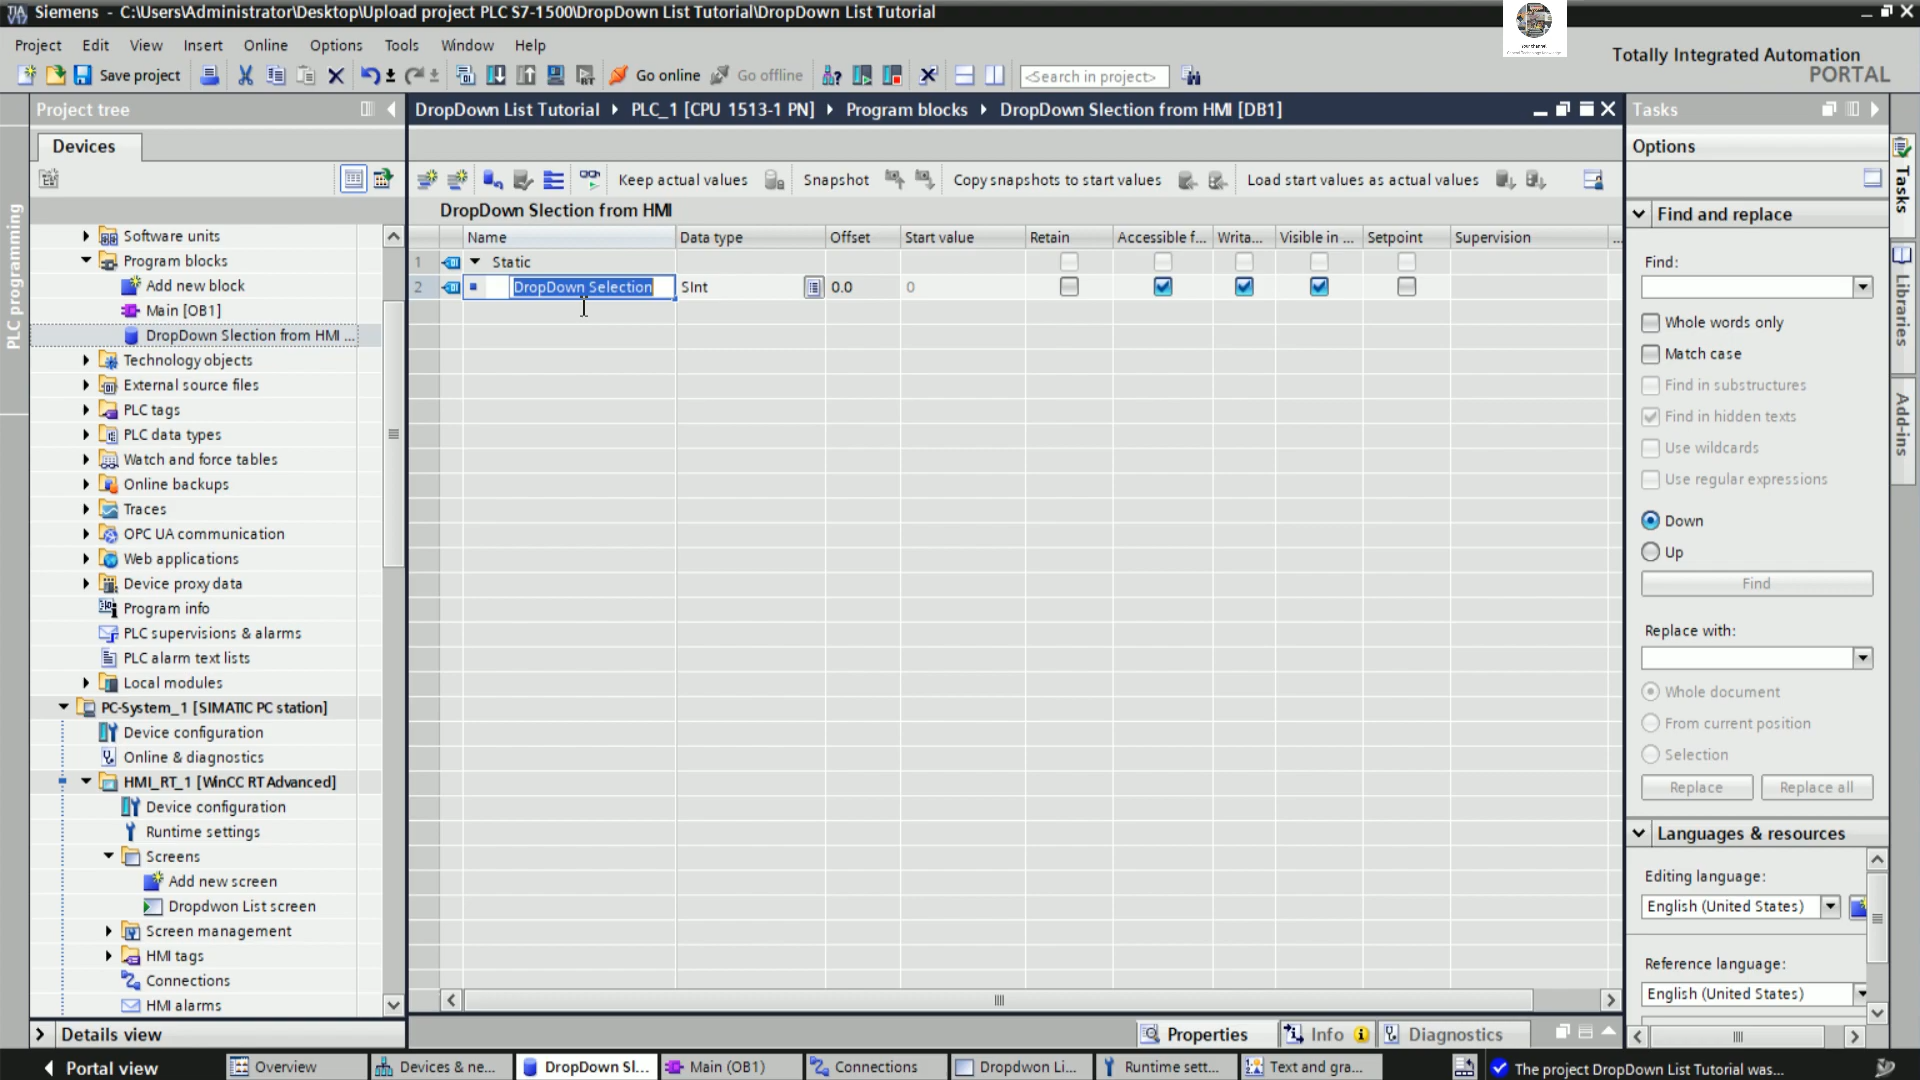 Siemens - C:\Users\Administrator\Desktop\Upload project PLC S7-1500\DropDown List Tutorial\DropDown List Tutorial
Project Edit View Insert Online Options Tools Window Help
Totally Integrated Automation
PORTAL
Save project
Go online
Go offline
<Search in project>
Project tree
DropDown List Tutorial
PLC_1 [CPU 1513-1 PN]
Program blocks
DropDown Slection from HMI [DB1]
Tasks
Devices
Options
PLC programming
Keep actual values
Snapshot
Copy snapshots to start values
Load start values as actual values
DropDown Slection from HMI
Name Data type Offset Start value Retain Accessible f... Writa... Visible in ... Setpoint Supervision ...
1 Static
2 DropDown Selection SInt 0.0 0
Software units
Program blocks
Add new block
Main [OB1]
DropDown Slection from HMI ...
Technology objects
External source files
PLC tags
PLC data types
Watch and force tables
Online backups
Traces
OPC UA communication
Web applications
Device proxy data
Program info
PLC supervisions & alarms
PLC alarm text lists
Local modules
PC-System_1 [SIMATIC PC station]
Device configuration
Online & diagnostics
HMI_RT_1 [WinCC RT Advanced]
Device configuration
Runtime settings
Screens
Add new screen
Dropdwon List screen
Screen management
HMI tags
Connections
HMI alarms
Details view
Find and replace
Find:
Whole words only
Match case
Find in substructures
Find in hidden texts
Use wildcards
Use regular expressions
Down
Up
Find
Replace with:
Whole document
From current position
Selection
Replace
Replace all
Languages & resources
Editing language:
English (United States)
Reference language:
English (United States)
Tasks
Libraries
Add-ins
Properties
Info
Diagnostics
Portal view
Overview
Devices & ne...
DropDown Sl...
Main (OB1)
Connections
Dropdwon Li...
Runtime sett...
Text and gra...
The project DropDown List Tutorial was...